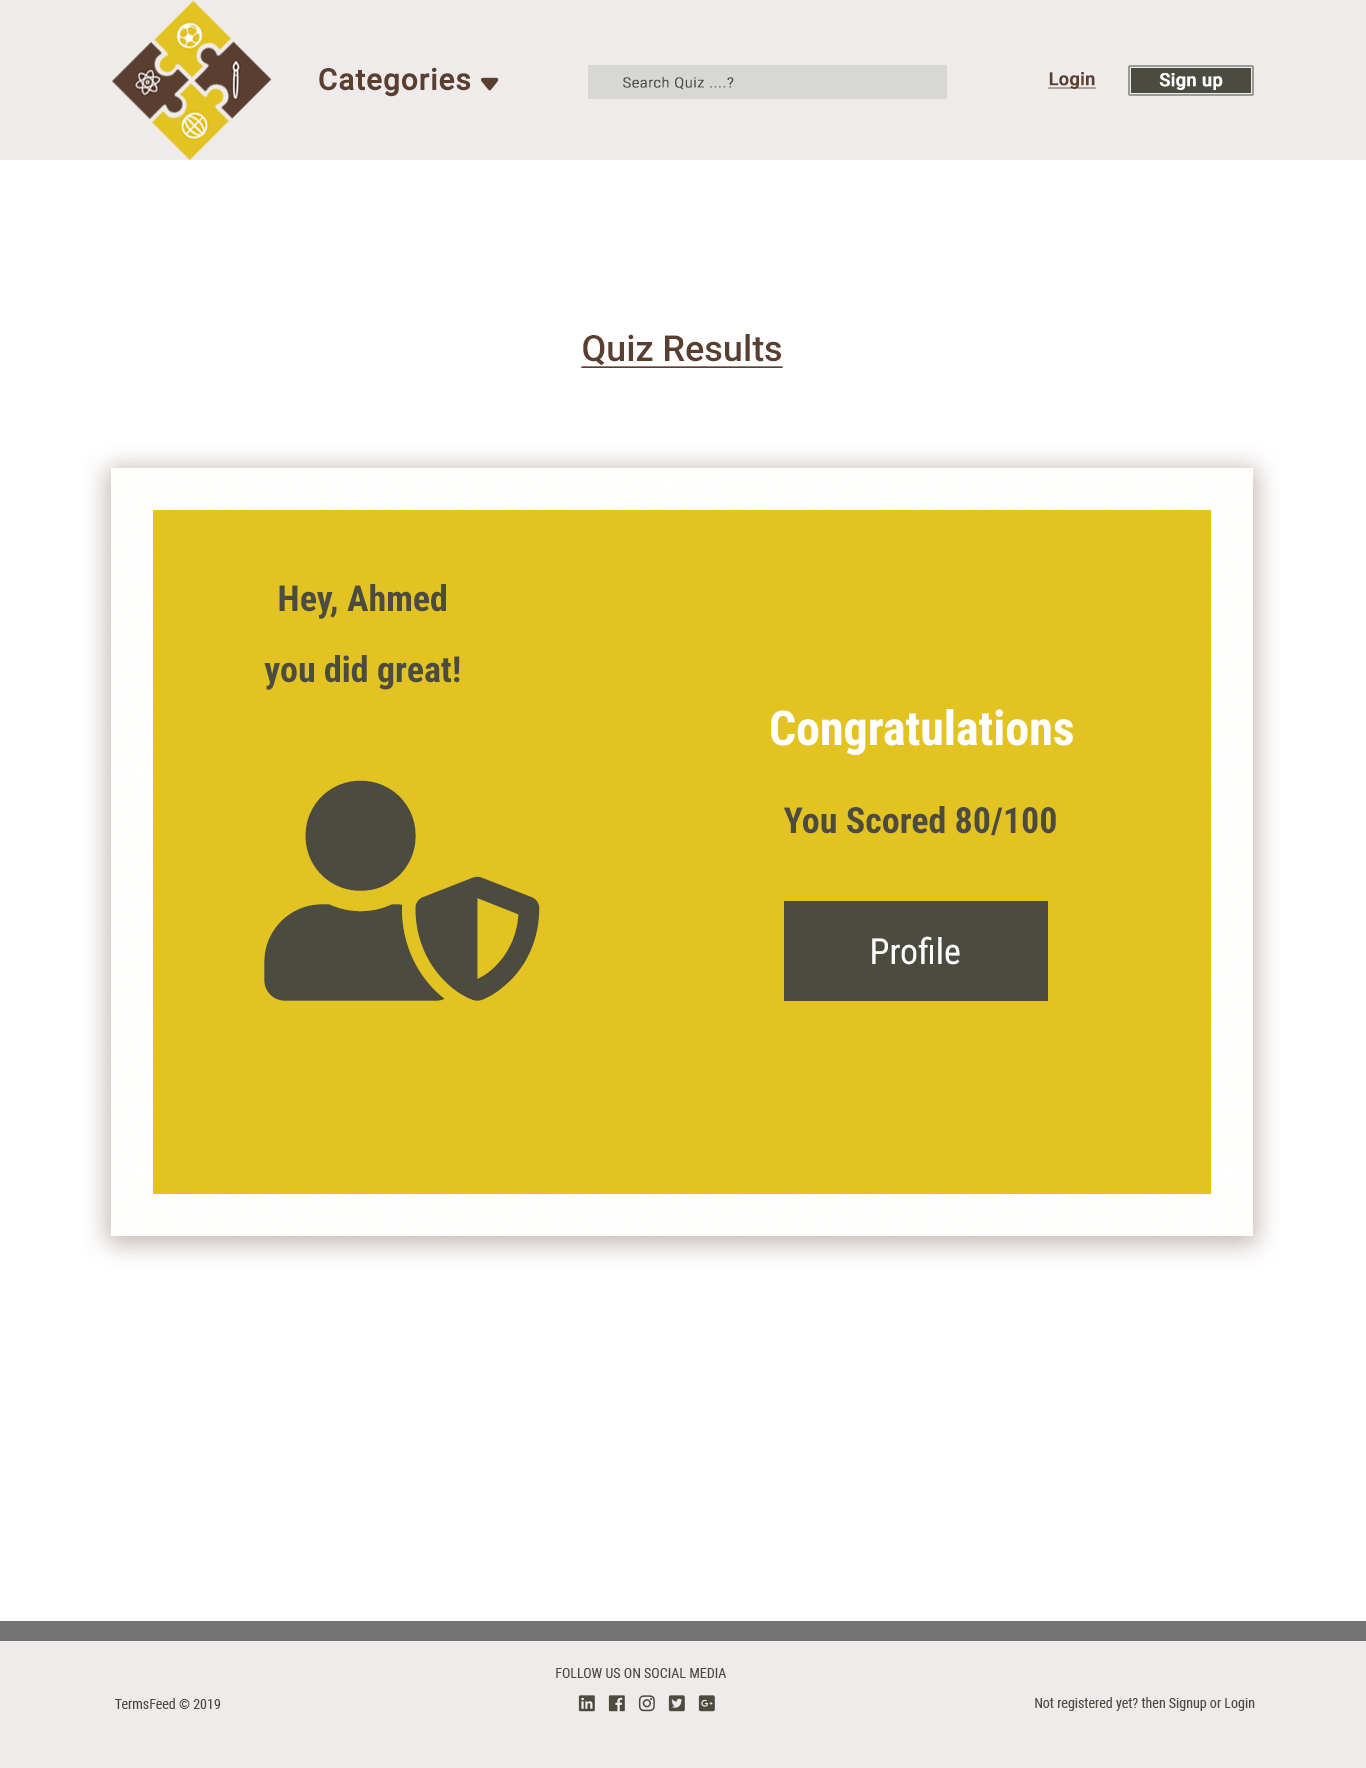 Categories
Search Quiz ....?
Login
Sign up
Quiz Results
Hey, Ahmed
you did great!
Congratulations
You Scored 80/100
Profile
FOLLOW US ON SOCIAL MEDIA
TermsFeed © 2019
Not registered yet? then Signup or Login